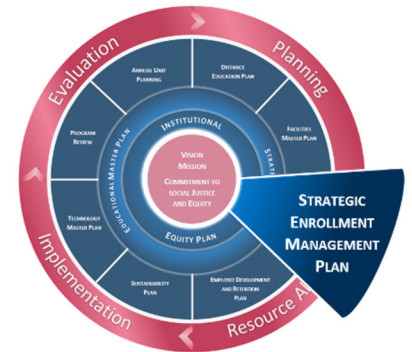 Evaluation
Planning
ANNUAL UNIT
PLANNING
DISTANCE
EDUCATION PLAN
PROGRAM
REVIEW
FACILITIES
MASTER PLAN
EDUCATIONAL MASTER PLAN
INSTITUTIONAL
VISION
MISSION
COMMITMENT TO
SOCIAL JUSTICE
AND EQUITY
EQUITY PLAN
STRATEGIC
ENROLLMENT
MANAGEMENT
PLAN
TECHNOLOGY
MASTER PLAN
SUSTAINABILITY
PLAN
EMPLOYEE DEVELOPMENT
AND RETENTION
PLAN
Implementation
Resource